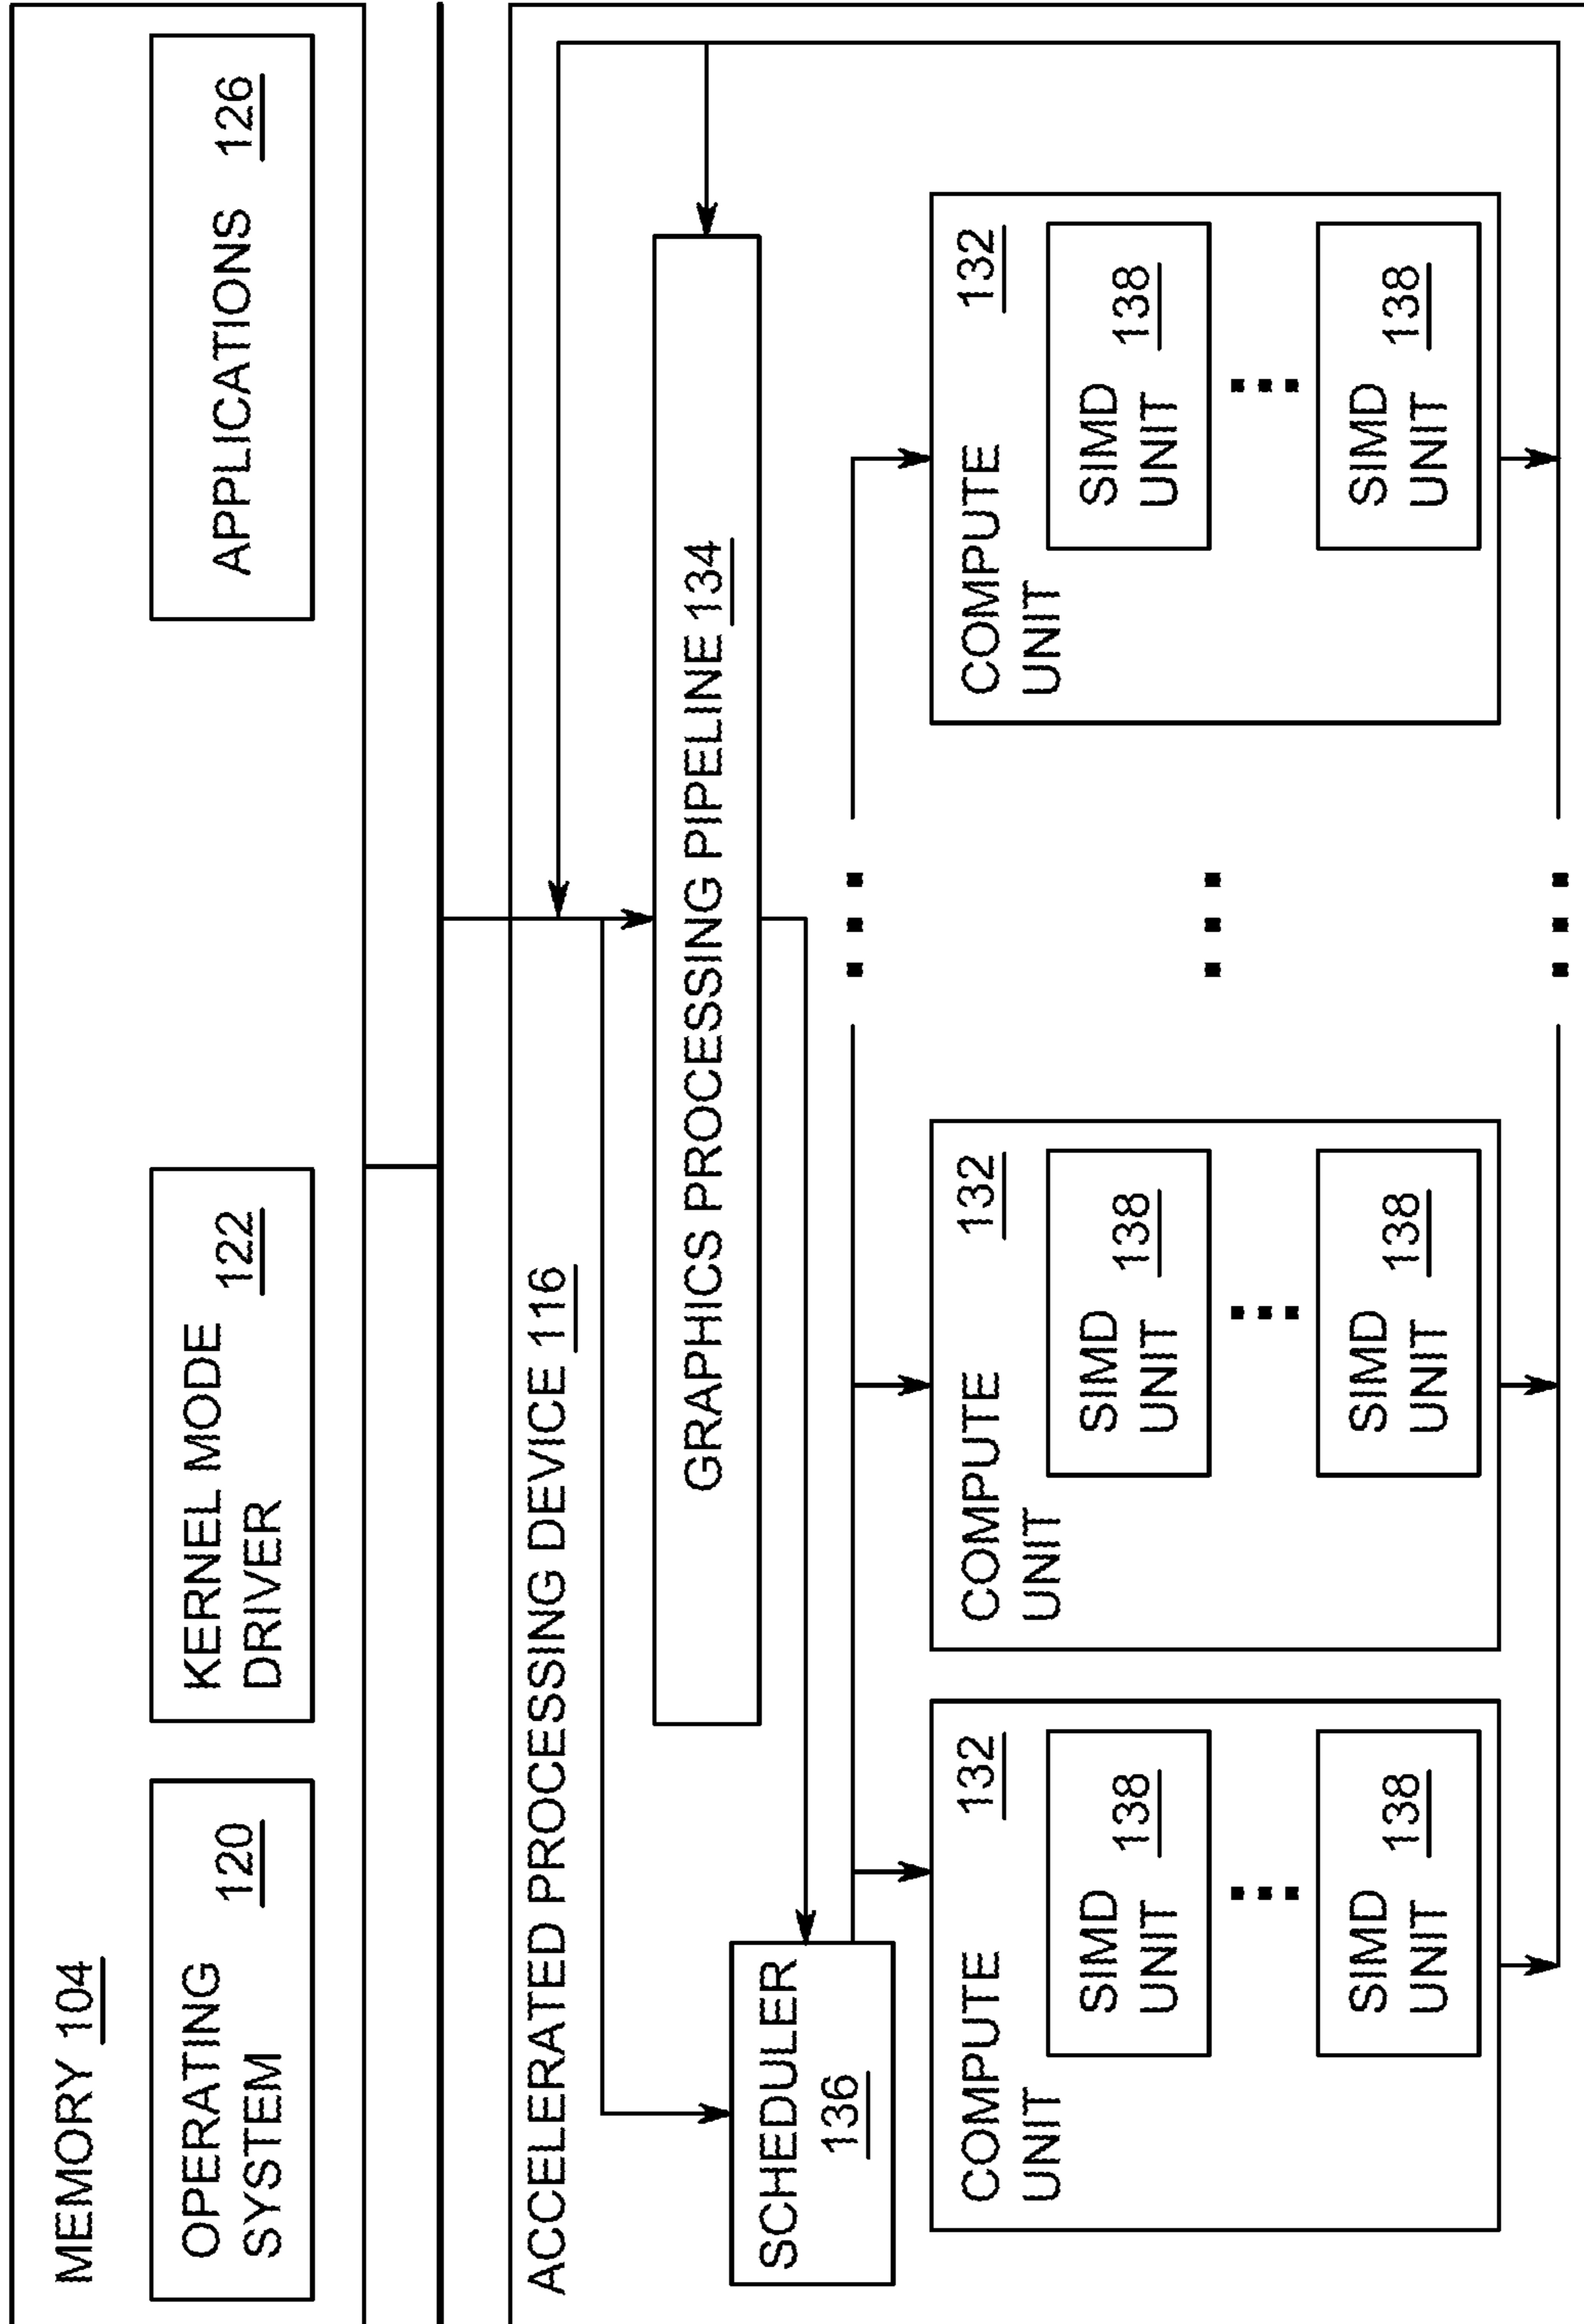 MEMORY 104
OPERATING
SYSTEM 120
KERNEL MODE
DRIVER 122
APPLICATIONS 126
ACCELERATED PROCESSING DEVICE 116
GRAPHICS PROCESSING PIPELINE 134
SCHEDULER
136
COMPUTE 132
UNIT
SIMD
UNIT 138
SIMD
UNIT 138
COMPUTE 132
UNIT
SIMD
UNIT 138
SIMD
UNIT 138
COMPUTE 132
UNIT
SIMD
UNIT 138
SIMD
UNIT 138